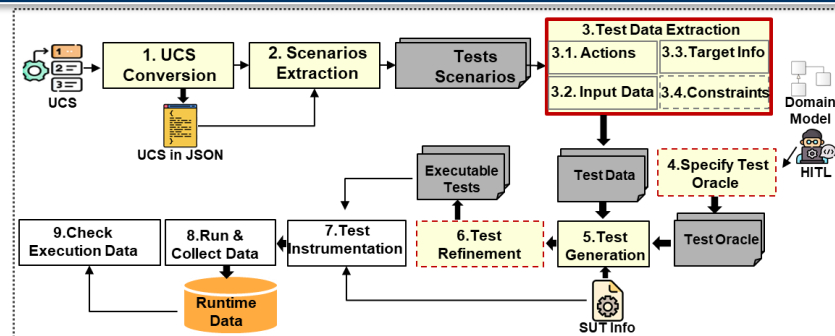 1. UCS
Conversion
2. Scenarios
Extraction
Tests
Scenarios
3.Test Data Extraction
3.1. Actions
3.3.Target Info
3.2. Input Data
3.4.Constraints
UCS
UCS in JSON
Domain
Model
HITL
Executable
Tests
Test Data
4.Specify Test
Oracle
9.Check
Execution Data
8.Run &
Collect Data
7.Test
Instrumentation
6.Test
Refinement
5.Test
Generation
Test Oracle
Runtime
Data
SUT Info